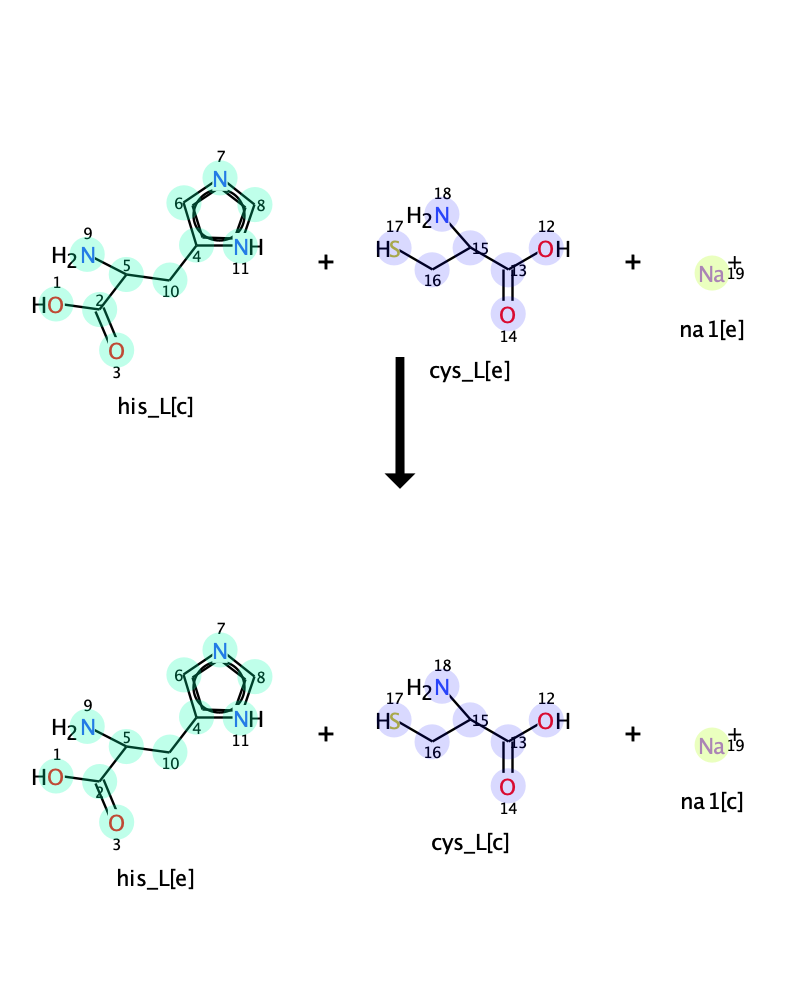 7
6
8
18
9
H₂N
17
12
H₂N
NH
HS
15
OH
1
5
4
11
13
+
+
Na⁺
19
HO
2
10
16
O
14
na1[e]
O
3
cys_L[e]
his_L[c]
7
N
6
8
18
9
H₂N
17
12
H₂N
NH
HS
15
OH
1
5
4
11
13
+
+
Na⁺
19
HO
2
10
16
O
14
na1[c]
O
3
cys_L[c]
his_L[e]